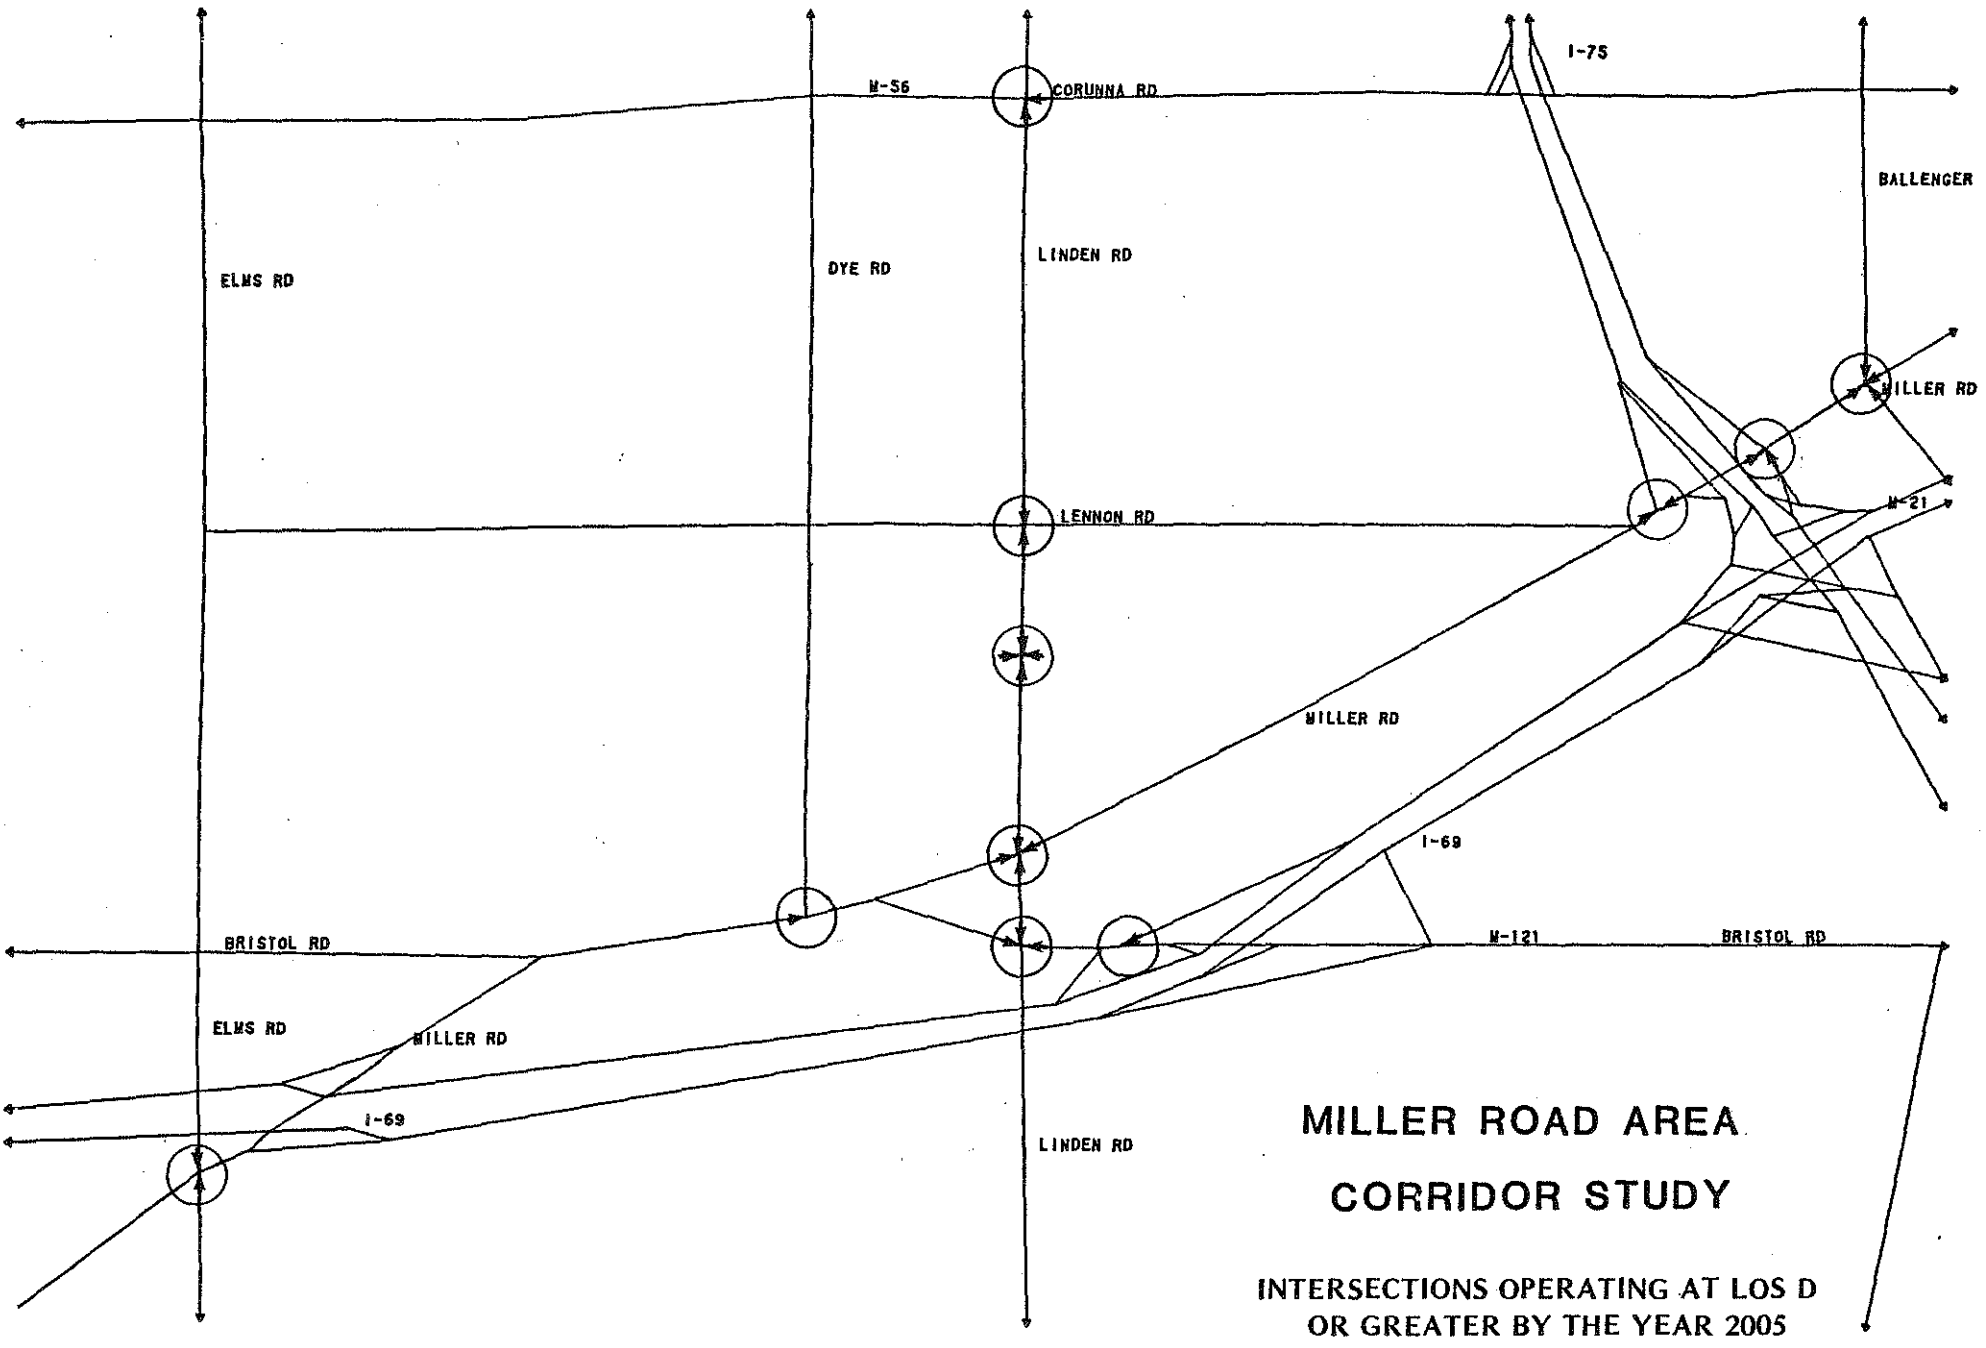 I-75
M-56
CORUNNA RD
BALLENGER
LINDEN RD
DYE RD
ELMS RD
MILLER RD
M-21
LENNON RD
MILLER RD
I-69
BRISTOL RD
M-121
BRISTOL RD
ELMS RD
MILLER RD
I-69
LINDEN RD
MILLER ROAD AREA
CORRIDOR STUDY
INTERSECTIONS OPERATING AT LOS D
OR GREATER BY THE YEAR 2005